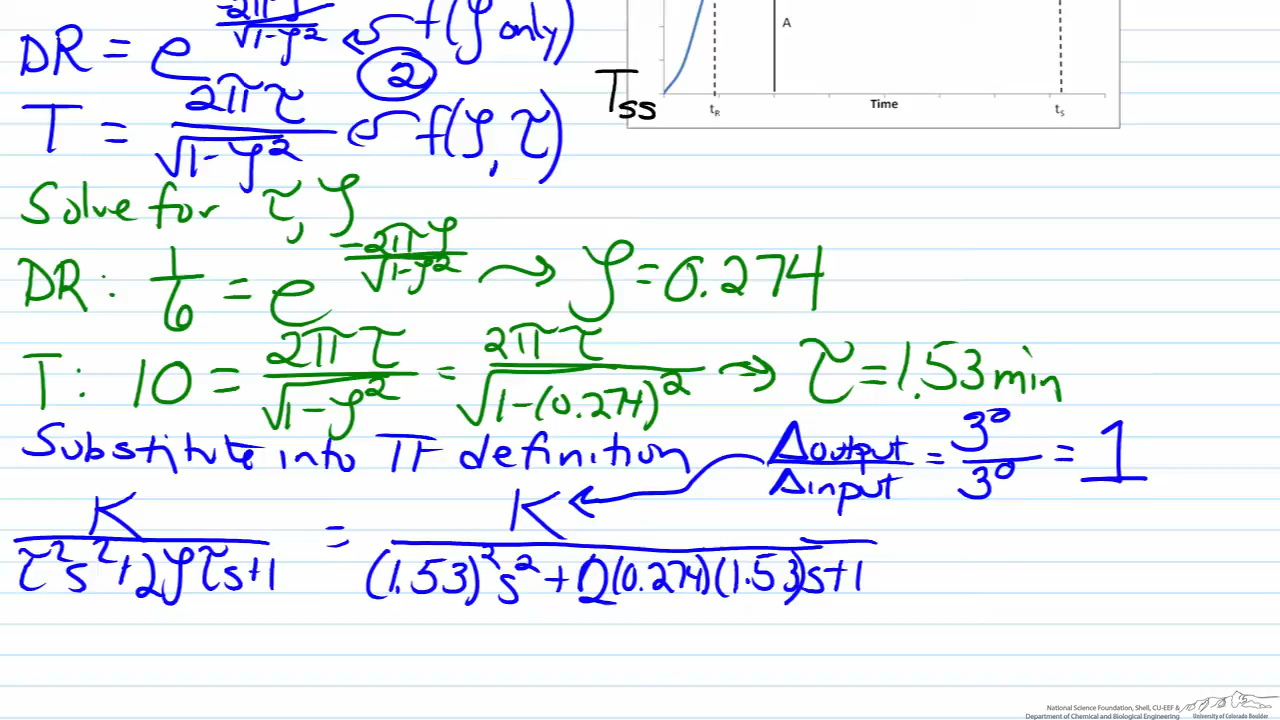 DR = e^(-2πζ/√(1-ζ²)) ← f(ζ only)
②
T = 2πτ/√(1-ζ²) ← f(ζ, τ)
A
Tss
tR Time tS
Solve for τ, ζ
DR: 1/6 = e^(-2πζ/√(1-ζ²)) → ζ = 0.274
T: 10 = 2πτ/√(1-ζ²) = 2πτ/√(1-(0.274)²) → τ = 1.53 min
Substitute into TF definition Δoutput/Δinput = 3°/3° = 1
K/(τ²s²+2ζτs+1) = K/((1.53)²s²+2(0.274)(1.53)s+1)
National Science Foundation, Shell, CU-EEF &
Department of Chemical and Biological Engineering
University of Colorado Boulder